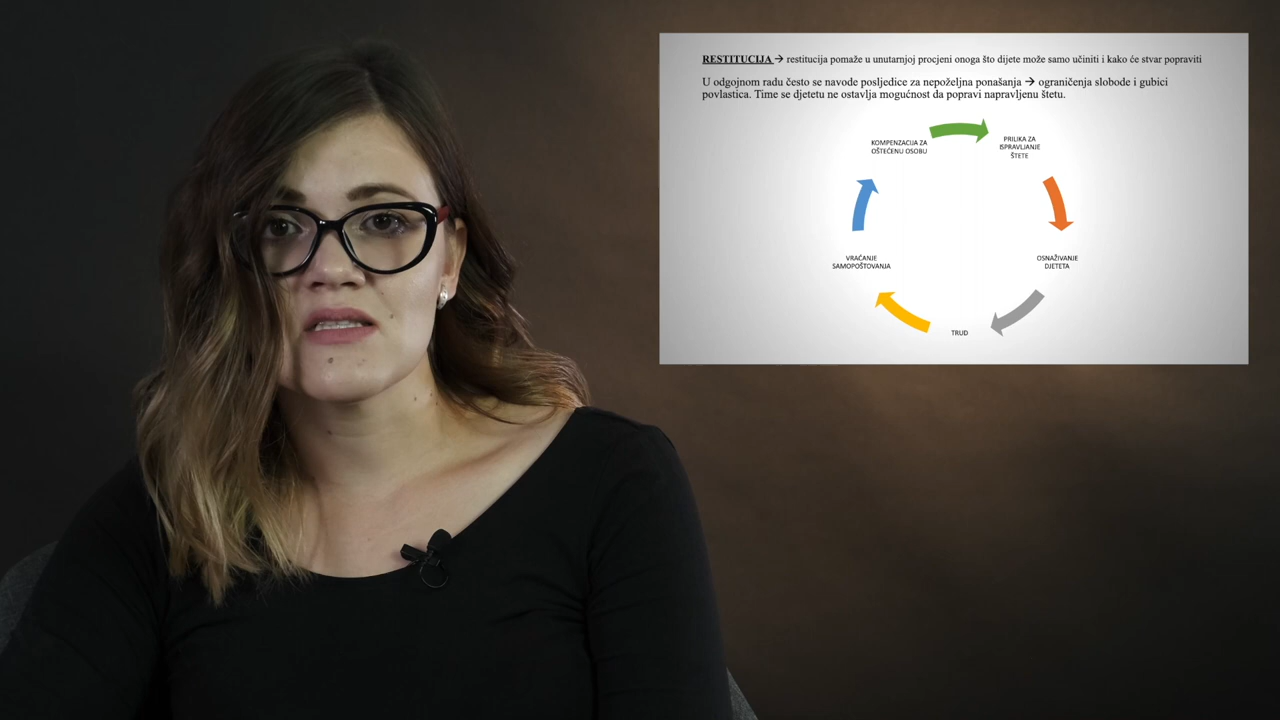 RESTITUCIJA → restitucija pomaže u unutarnjoj procjeni onoga što dijete može samo učiniti i kako će stvar popraviti
U odgojnom radu često se navode posljedice za nepoželjna ponašanja → ograničenja slobode i gubici
povlastica. Time se djetetu ne ostavlja mogućnost da popravi napravljenu štetu.
KOMPENZACIJA ZA
OŠTEĆENU OSOBU
PRILIKA ZA
ISPRAVLJANJE
ŠTETE
OSNAŽIVANJE
DJETETA
TRUD
VRAĆANJE
SAMOPOŠTOVANJA